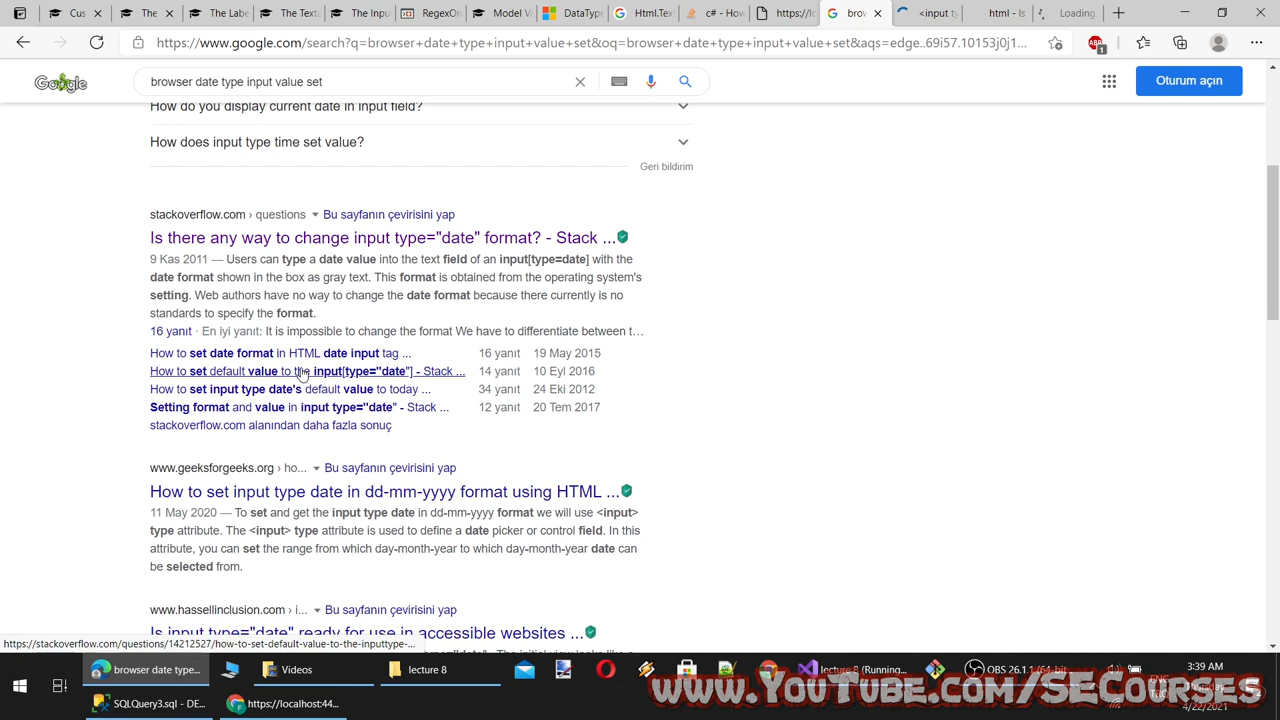 Cus
Desi
Cust
Inpu
RegexOr
Model Va
DataTyp
Html.Text
c# - How
https://lo
brow
<input ty
html - Is
Loading.
https://www.google.com/search?q=browser+date+type+input+value+set&oq=browser+date+type+input+value+set&aqs=edge..69i57.10153j0j1...
Google
browser date type input value set
Oturum açın
How do you display current date in input field?
How does input type time set value?
Geri bildirim
stackoverflow.com › questions Bu sayfanın çevirisini yap
Is there any way to change input type="date" format? - Stack ...
9 Kas 2011 — Users can type a date value into the text field of an input[type=date] with the
date format shown in the box as gray text. This format is obtained from the operating system's
setting. Web authors have no way to change the date format because there currently is no
standards to specify the format.
16 yanıt · En iyi yanıt: It is impossible to change the format We have to differentiate between t…
How to set date format in HTML date input tag ... 16 yanıt 19 May 2015
How to set default value to the input[type="date"] - Stack ... 14 yanıt 10 Eyl 2016
How to set input type date's default value to today ... 34 yanıt 24 Eki 2012
Setting format and value in input type="date" - Stack ... 12 yanıt 20 Tem 2017
stackoverflow.com alanından daha fazla sonuç
www.geeksforgeeks.org › ho... Bu sayfanın çevirisini yap
How to set input type date in dd-mm-yyyy format using HTML ...
11 May 2020 — To set and get the input type date in dd-mm-yyyy format we will use <input>
type attribute. The <input> type attribute is used to define a date picker or control field. In this
attribute, you can set the range from which day-month-year to which day-month-year date can
be selected from.
www.hassellinclusion.com › i... Bu sayfanın çevirisini yap
Is input type="date" ready for use in accessible websites ...
https://stackoverflow.com/questions/14212527/how-to-set-default-value-to-the-inputtype-...
browser date type...
Videos
lecture 8
lecture 8 (Running...
OBS 26.1.1 (64-bit...
3:39 AM
ENG
Thursday
4/22/2021
SQLQuery3.sql - DE...
https://localhost:44...
www.YouTube.com/SECourses